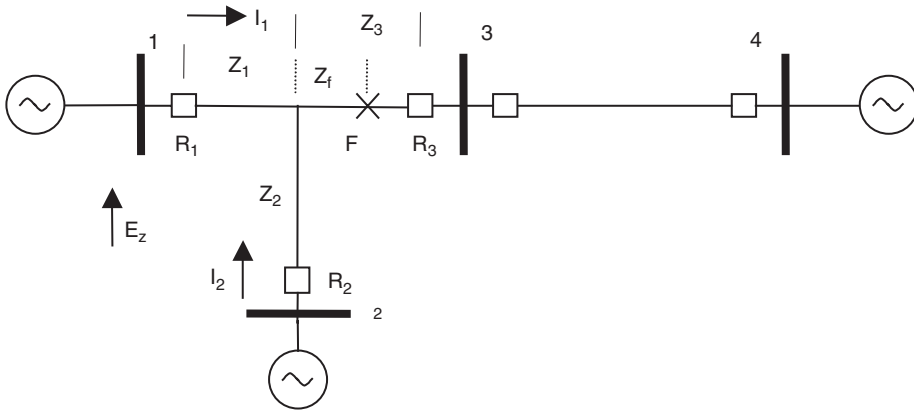 I₁
Z₃
1
3
4
Z₁
Z_f
R₁
F
R₃
Z₂
E_z
I₂
R₂
2